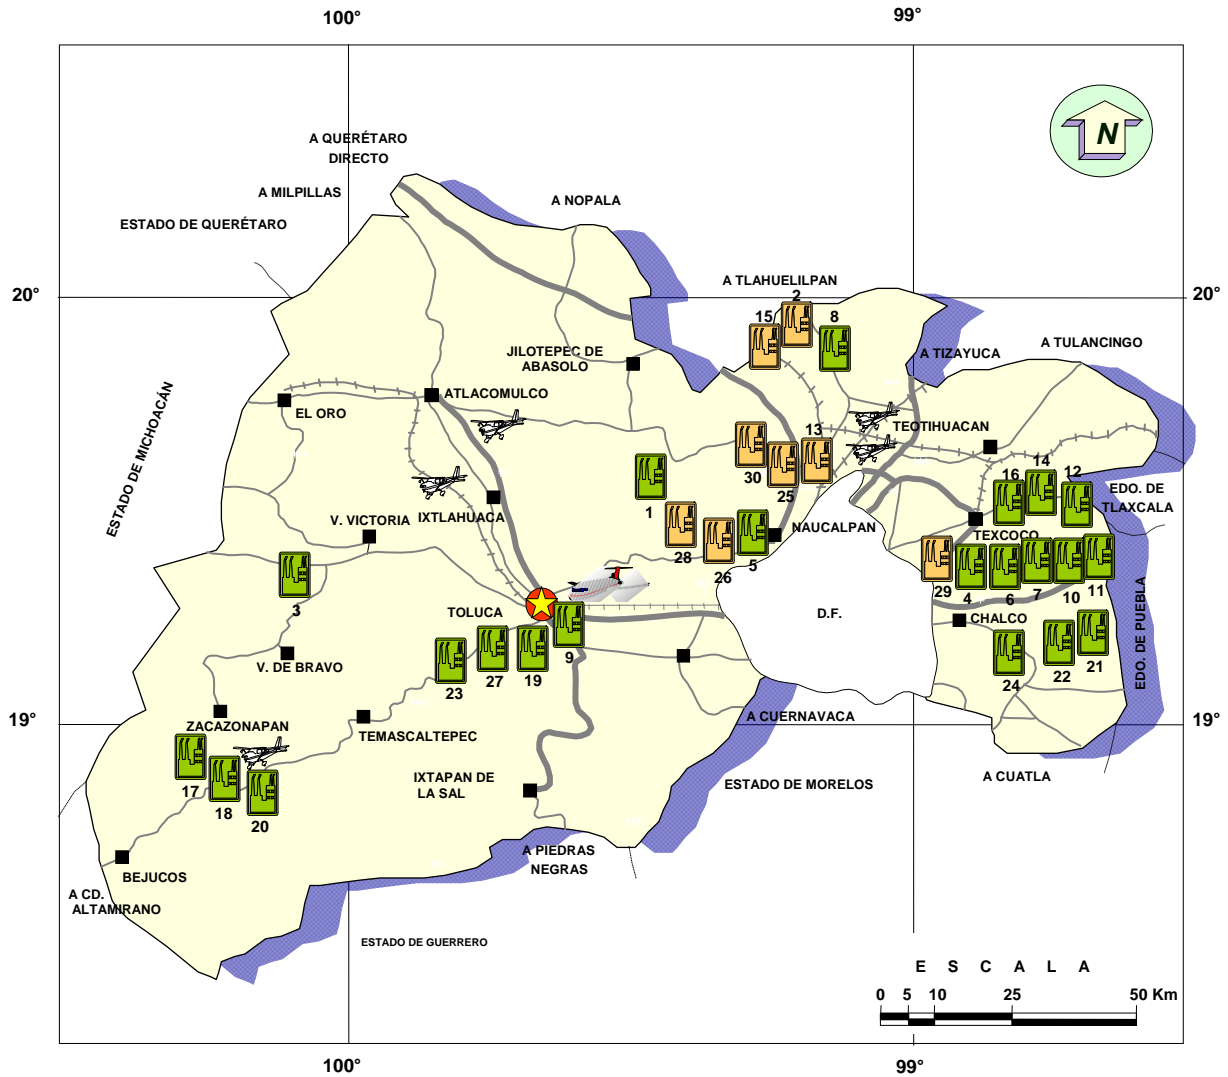 100°
99°
N
A QUERÉTARO
DIRECTO
A MILPILLAS
A NOPALA
ESTADO DE QUERÉTARO
A TLAHUELILPAN
20°
20°
2
15
8
A TULANCINGO
A TIZAYUCA
JILOTEPEC DE
ABASOLO
ATLACOMULCO
EL ORO
ESTADO DE MICHOACÁN
TEOTIHUACAN
13
30
25
14
16
12
EDO. DE
TLAXCALA
IXTLAHUACA
V. VICTORIA
1
28
26
5
NAUCALPAN
TEXCOCO
29
4
6
7
10
11
3
TOLUCA
D.F.
CHALCO
EDO. DE PUEBLA
9
V. DE BRAVO
23
27
19
24
22
21
19°
19°
ZACAZONAPAN
TEMASCALTEPEC
A CUERNAVACA
17
18
20
IXTAPAN DE
LA SAL
ESTADO DE MORELOS
A CUATLA
A PIEDRAS
NEGRAS
BEJUCOS
A CD.
ALTAMIRANO
ESTADO DE GUERRERO
E S C A L A
0 5 10 25 50 Km
100°
99°